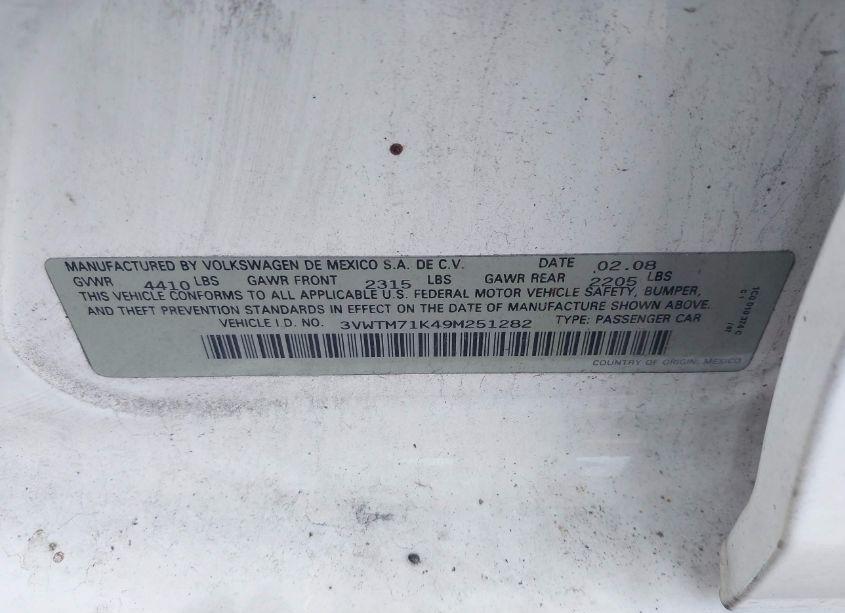 MANUFACTURED BY VOLKSWAGEN DE MEXICO S.A. DE C.V. DATE 02.08
GVWR 4410 LBS GAWR FRONT 2315 LBS GAWR REAR 2205 LBS
THIS VEHICLE CONFORMS TO ALL APPLICABLE U.S. FEDERAL MOTOR VEHICLE SAFETY, BUMPER,
AND THEFT PREVENTION STANDARDS IN EFFECT ON THE DATE OF MANUFACTURE SHOWN ABOVE.
VEHICLE I.D. NO. 3VWTM71K49M251282 TYPE: PASSENGER CAR
COUNTRY OF ORIGIN: MEXICO